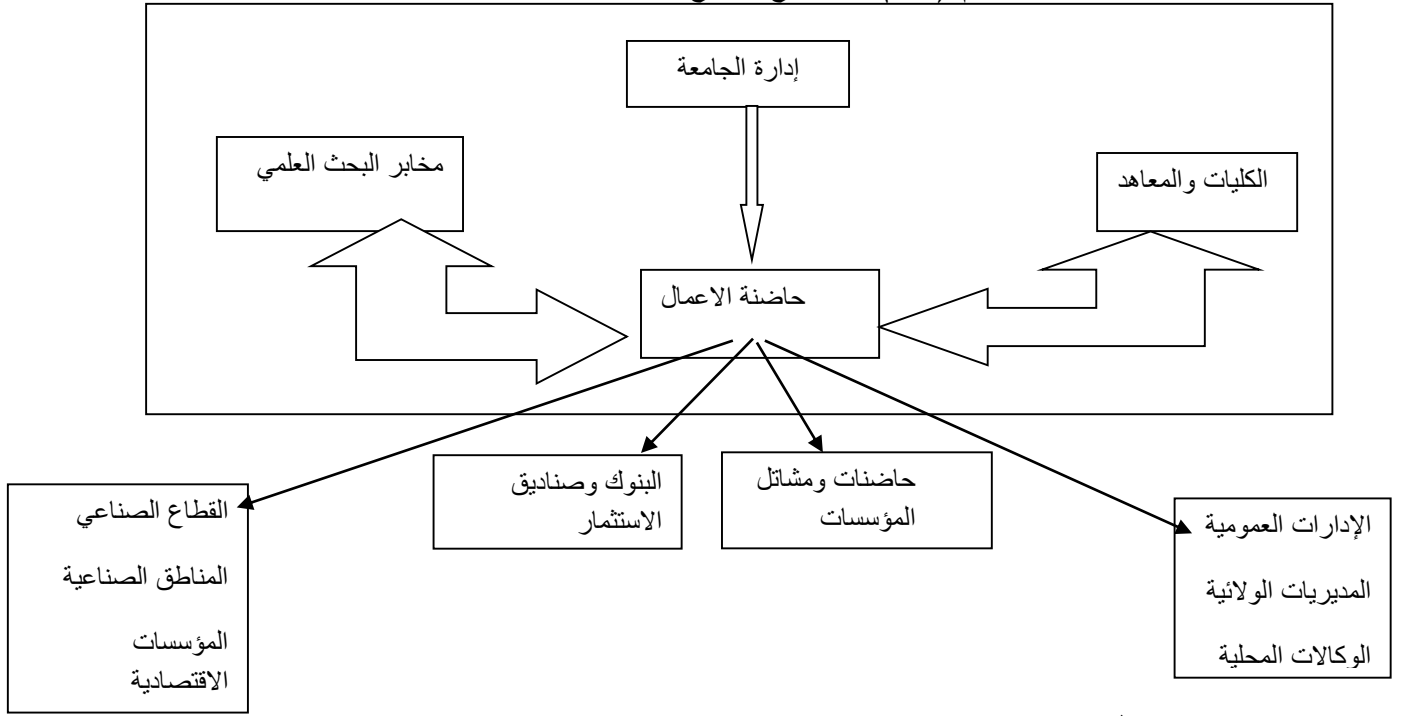 إدارة الجامعة
مخابر البحث العلمي
الكليات والمعاهد
حاضنة الاعمال
القطاع الصناعي
المناطق الصناعية
المؤسسات
الاقتصادية
البنوك وصناديق
الاستثمار
حاضنات ومشاتل
المؤسسات
الإدارات العمومية
المديريات الولائية
الوكالات المحلية